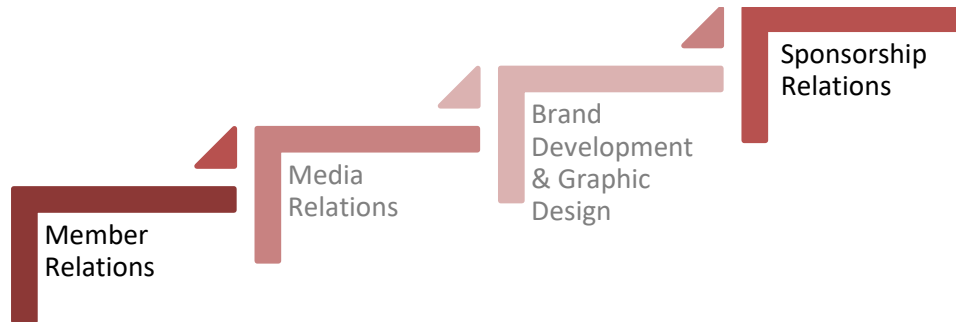 Member
Relations
Media
Relations
Brand
Development
& Graphic
Design
Sponsorship
Relations